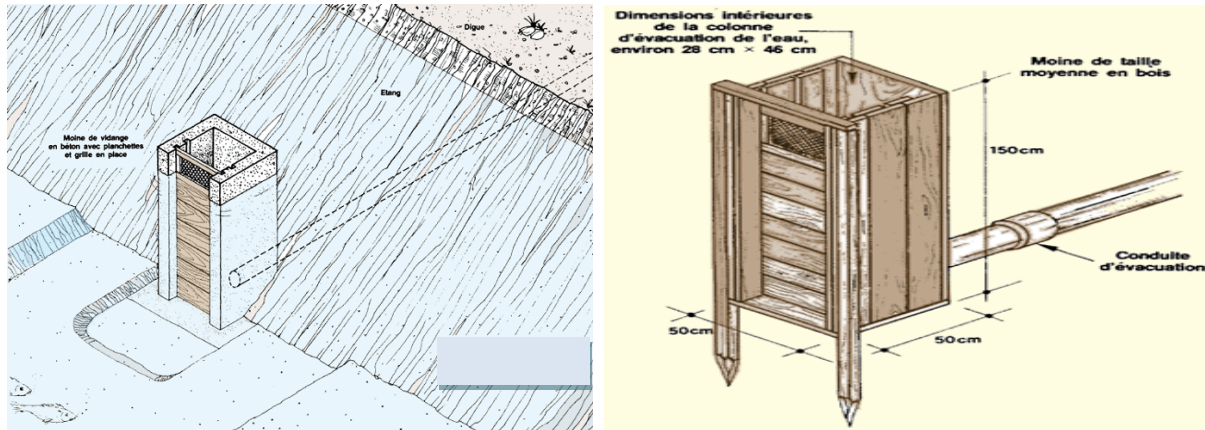 Digue
Etang
Moine de vidange
en béton avec planchettes
et grille en place
Dimensions intérieures
de la colonne
d'évacuation de l'eau,
environ 28 cm × 46 cm
Moine de taille
moyenne en bois
150cm
Conduite
d'évacuation
50cm
50cm